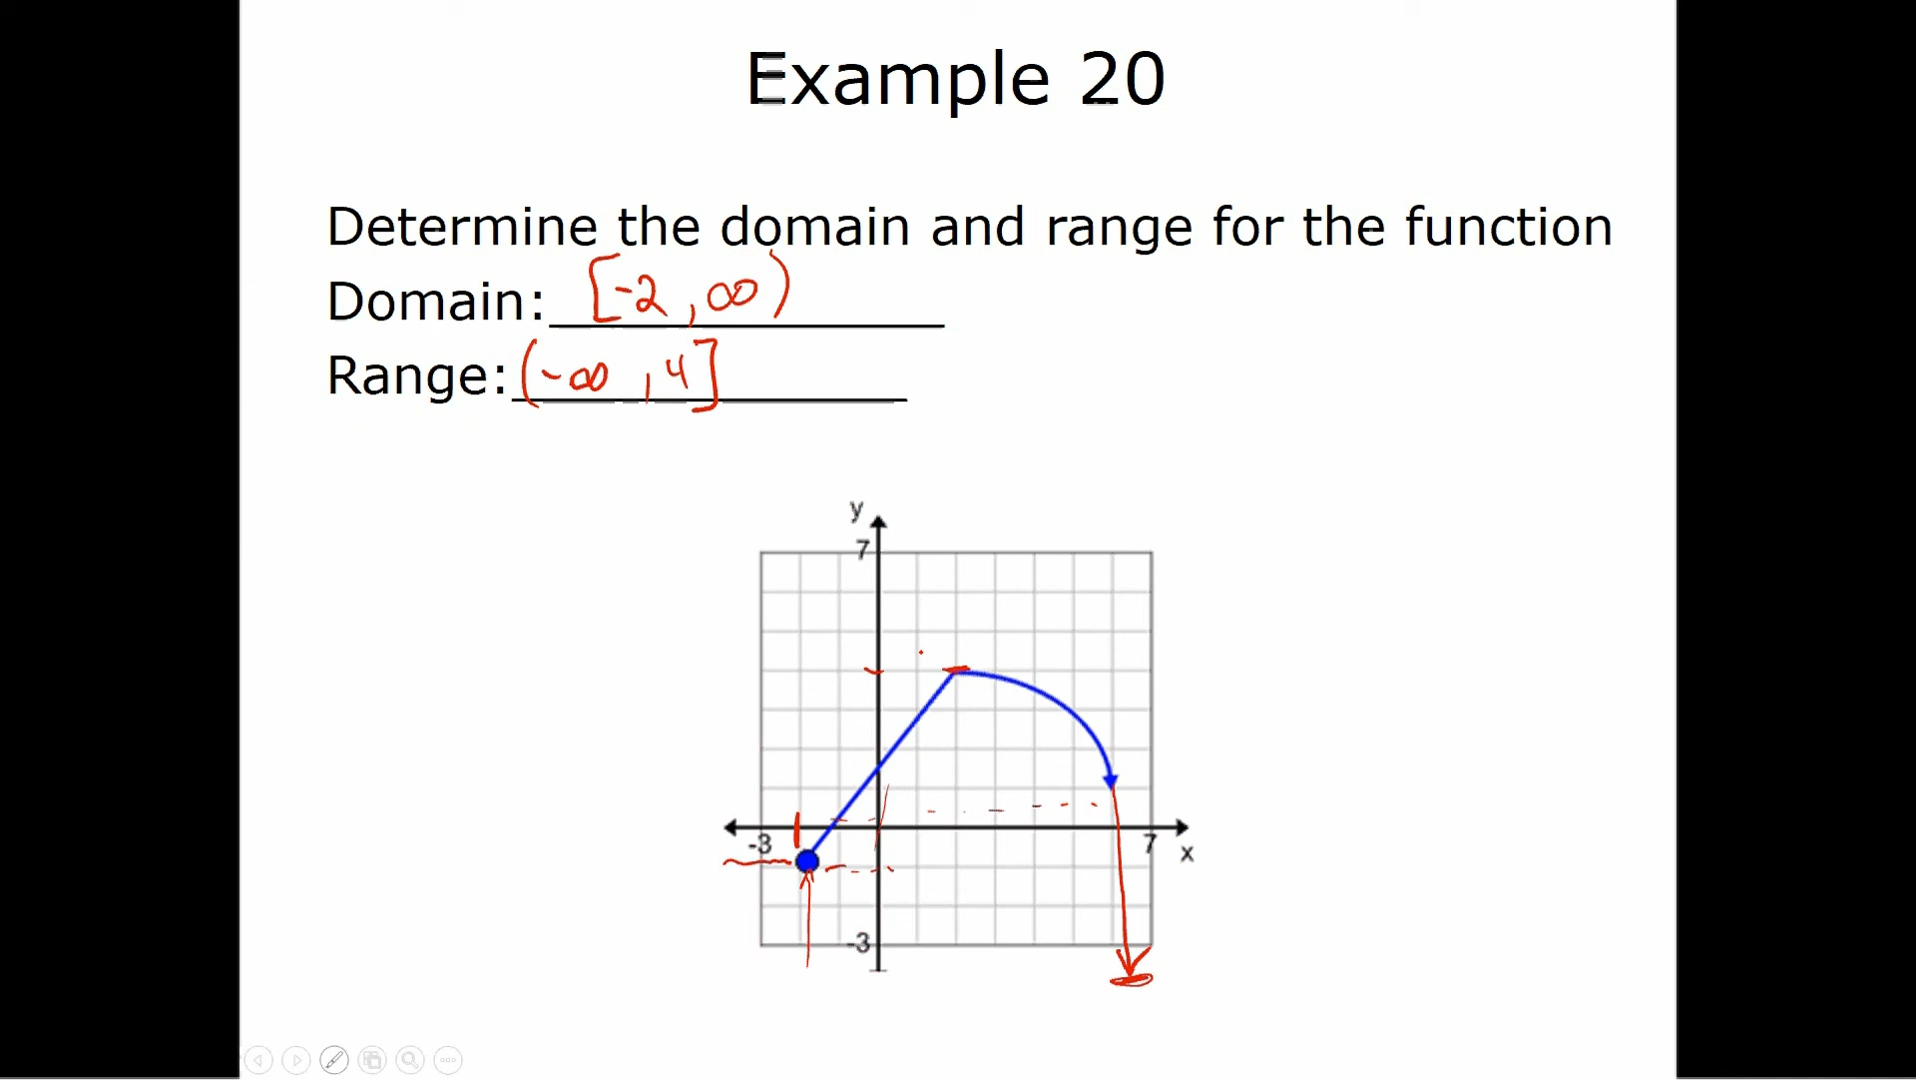 Example 20
Determine the domain and range for the function
Domain: [-2, ∞)
Range: (-∞, 4]
y
7
-3
7
x
-3